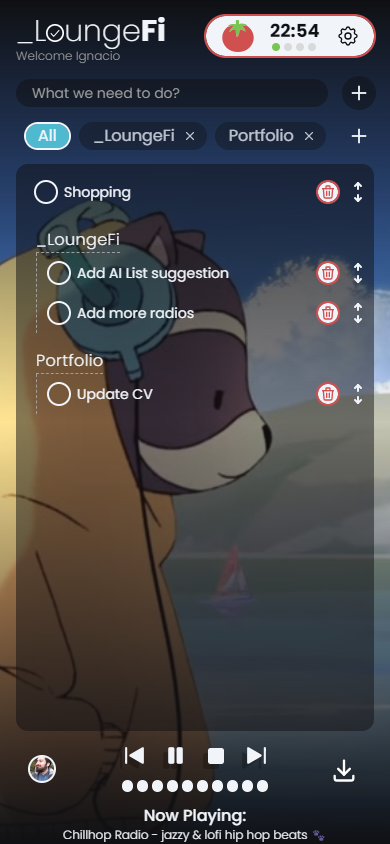 _LoungeFi
Welcome Ignacio
22:54
What we need to do?
All
_LoungeFi
Portfolio
Shopping
_LoungeFi
Add AI List suggestion
Add more radios
Portfolio
Update CV
Now Playing:
Chillhop Radio - jazzy & lofi hip hop beats 🐾